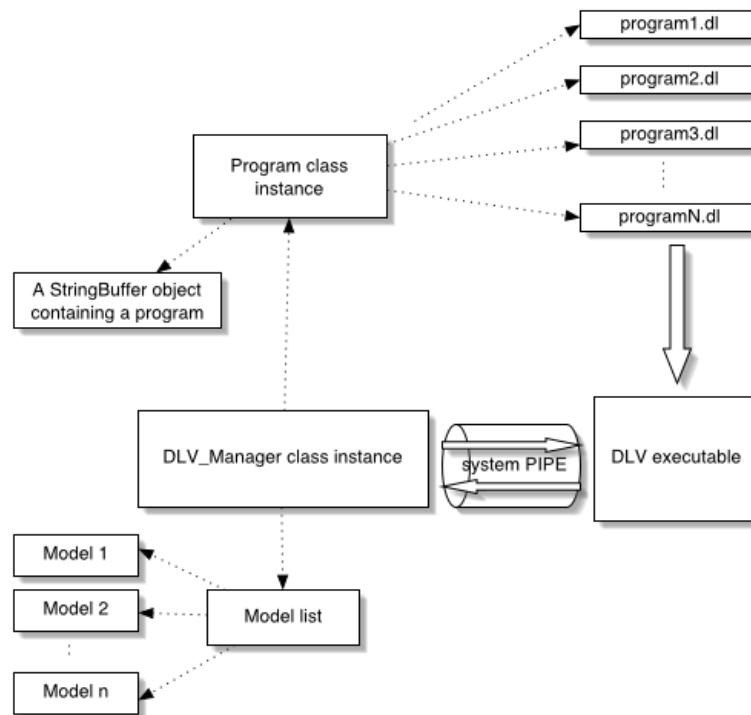 program1.dl
program2.dl
program3.dl
programN.dl
Program class
instance
A StringBuffer object
containing a program
DLV_Manager class instance
system PIPE
DLV executable
Model 1
Model 2
Model n
Model list